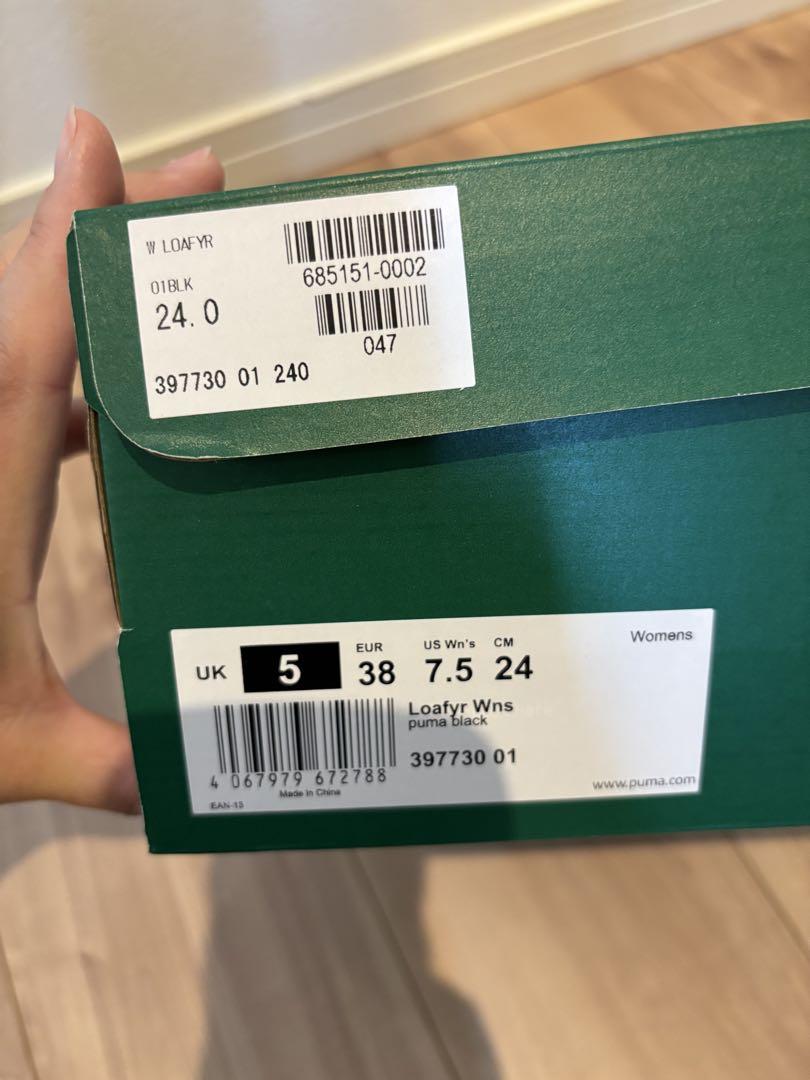 W LOAFYR
685151-0002
01BLK
24.0
047
397730 01 240
UK 5 EUR 38 US Wn's 7.5 CM 24 Womens
Loafyr Wns
puma black
397730 01
4 067979 672788
Made in China
EAN-13
www.puma.com